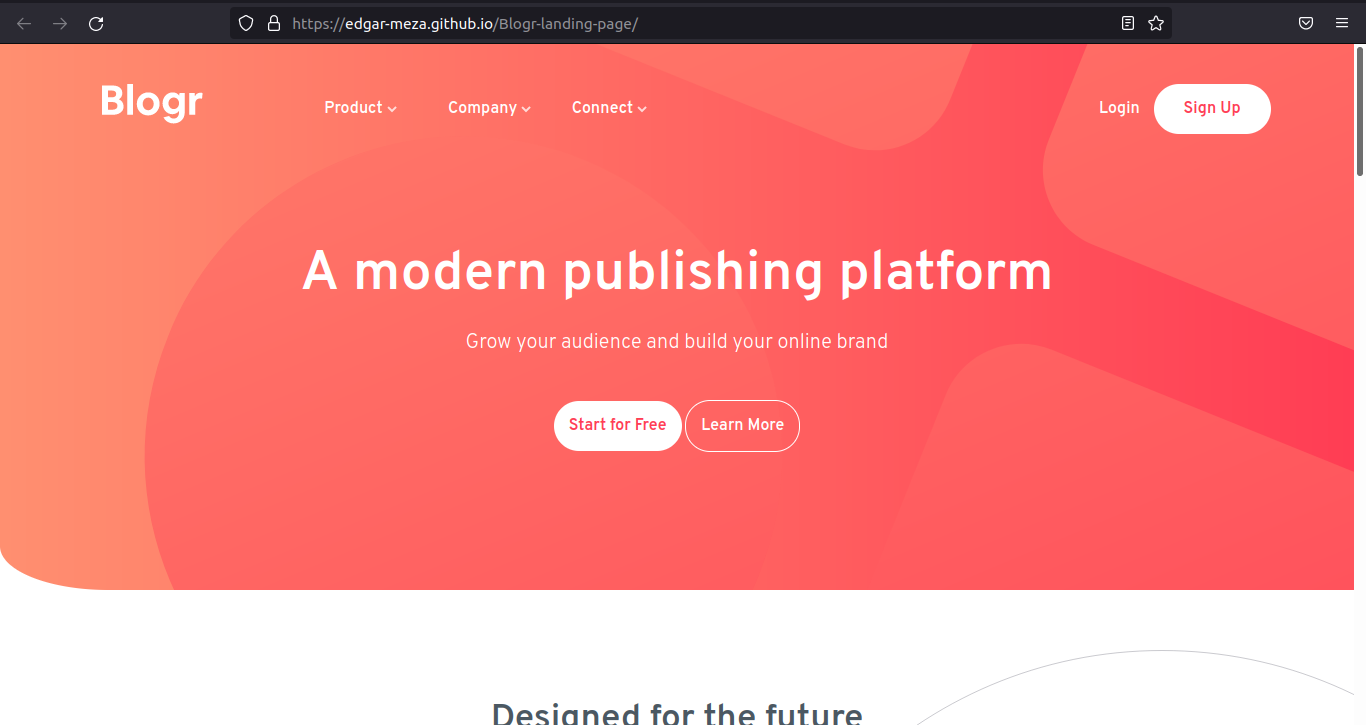 https://edgar-meza.github.io/Blogr-landing-page/
Blogr Product Company Connect Login Sign Up
A modern publishing platform
Grow your audience and build your online brand
Start for Free Learn More
Designed for the future